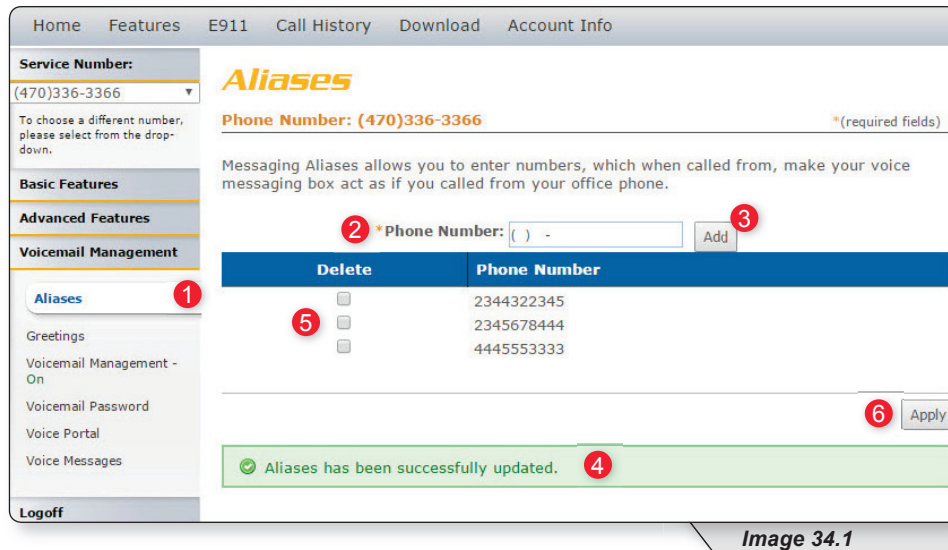 Home Features E911 Call History Download Account Info
Service Number:
(470)336-3366
To choose a different number,
please select from the drop-
down.
Basic Features
Advanced Features
Voicemail Management
1
Aliases
Greetings
Voicemail Management -
On
Voicemail Password
Voice Portal
Voice Messages
Logoff
Aliases
Phone Number: (470)336-3366
*(required fields)
Messaging Aliases allows you to enter numbers, which when called from, make your voice
messaging box act as if you called from your office phone.
2 *Phone Number: ( ) - Add 3
Delete Phone Number
2344322345
5 2345678444
4445553333
6 Apply
Aliases has been successfully updated. 4
Image 34.1